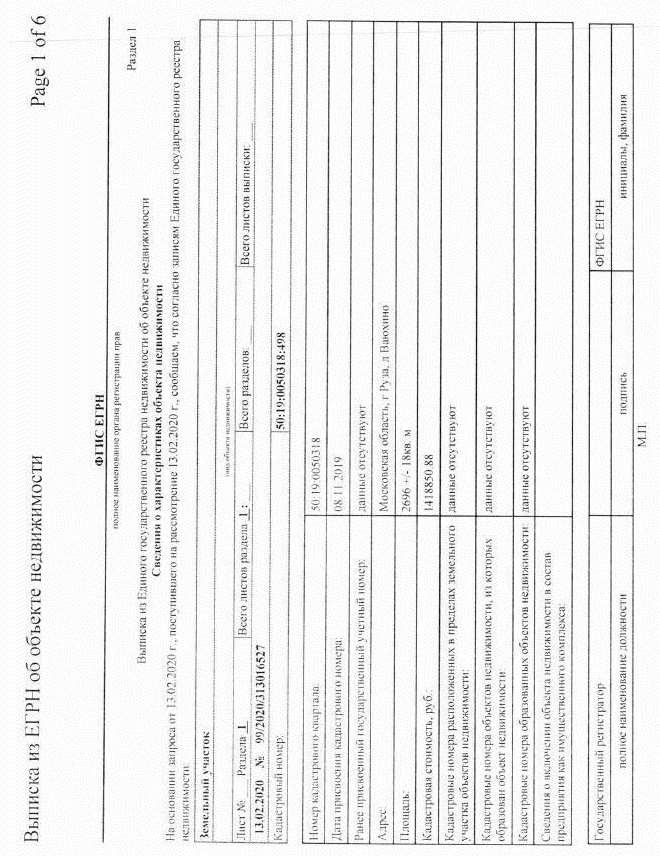 Выписка из ЕГРН об объекте недвижимости
Page 1 of 6
ФГИС ЕГРН
полное наименование органа регистрации прав
Раздел 1
Выписка из Единого государственного реестра недвижимости об объекте недвижимости
Сведения о характеристиках объекта недвижимости
На основании запроса от 13.02.2020 г., поступившего на рассмотрение 13.02.2020 г., сообщаем, что согласно записям Единого государственного реестра
недвижимости:
Земельный участок
(вид объекта недвижимости)
Лист № Раздела 1 Всего листов раздела 1: Всего разделов: Всего листов выписки:
13.02.2020 № 99/2020/313016527
Кадастровый номер: 50:19:0050318:498
Номер кадастрового квартала: 50:19:0050318
Дата присвоения кадастрового номера: 08.11.2019
Ранее присвоенный государственный учетный номер: данные отсутствуют
Адрес: Московская область, г Руза, д Ваюхино
Площадь: 2696 +/- 18кв. м
Кадастровая стоимость, руб.: 1418850.88
Кадастровые номера расположенных в пределах земельного
участка объектов недвижимости: данные отсутствуют
Кадастровые номера объектов недвижимости, из которых
образован объект недвижимости: данные отсутствуют
Кадастровые номера образованных объектов недвижимости: данные отсутствуют
Сведения о включении объекта недвижимости в состав
предприятия как имущественного комплекса:
Государственный регистратор ФГИС ЕГРН
полное наименование должности подпись инициалы, фамилия
М.П.